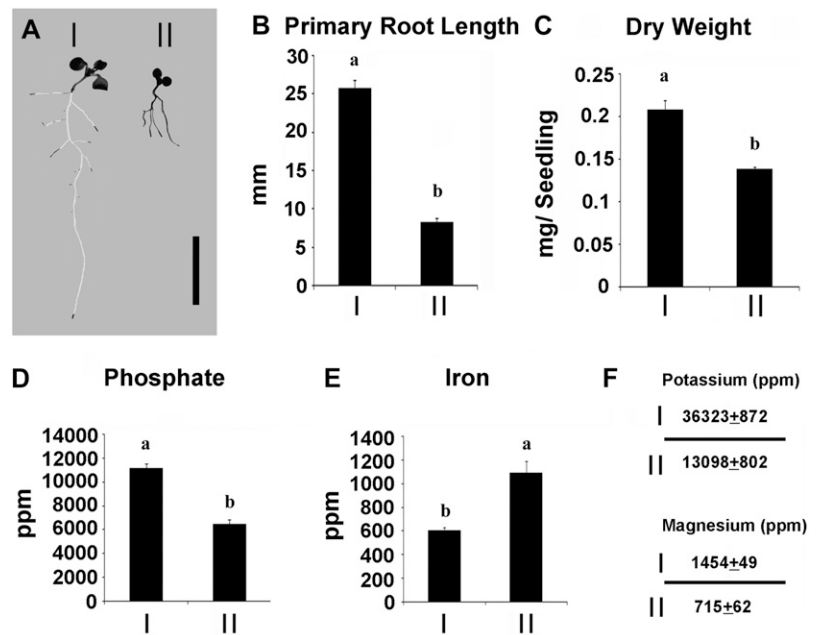 A
I II
B Primary Root Length
30
25
20
15
10
5
0
mm
a
b
I II
C Dry Weight
0.25
0.2
0.15
0.1
0.05
0
mg/ Seedling
a
b
I II
D Phosphate
14000
12000
10000
8000
6000
4000
2000
0
ppm
a
b
I II
E Iron
1400
1200
1000
800
600
400
200
0
ppm
b
a
I II
F
Potassium (ppm)
I 36323±872
II 13098±802
Magnesium (ppm)
I 1454±49
II 715±62